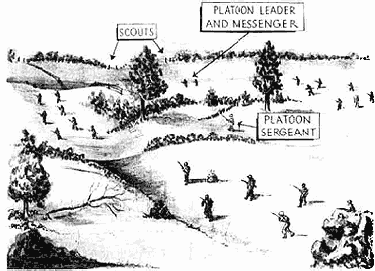 PLATOON LEADER
AND MESSENGER
SCOUTS
PLATOON
SERGEANT